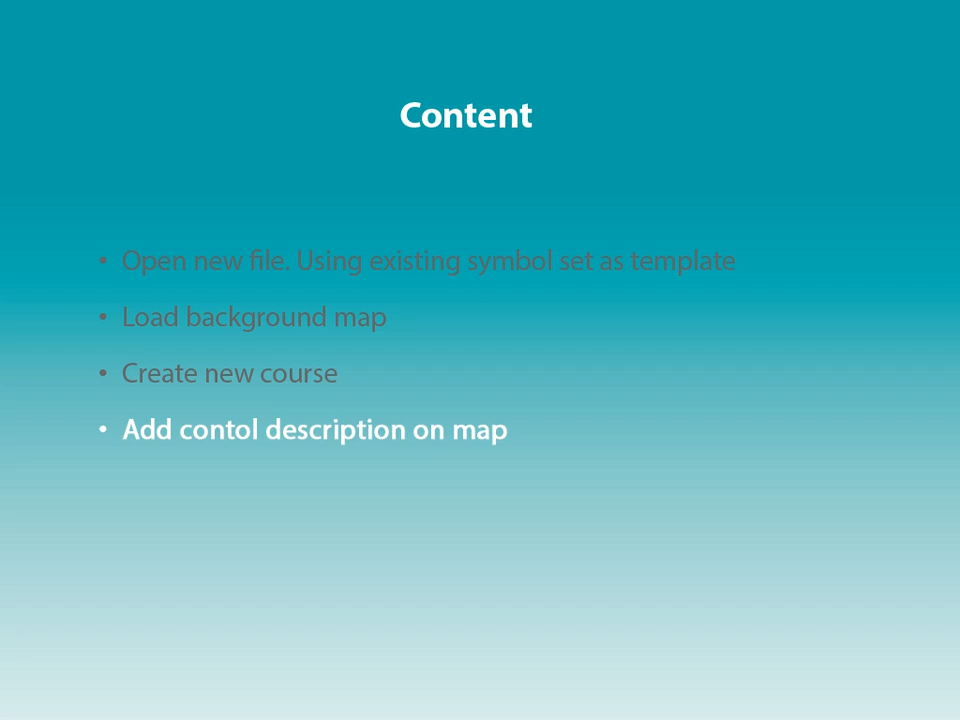 Content
• Open new file. Using existing symbol set as template
• Load background map
• Create new course
• Add contol description on map